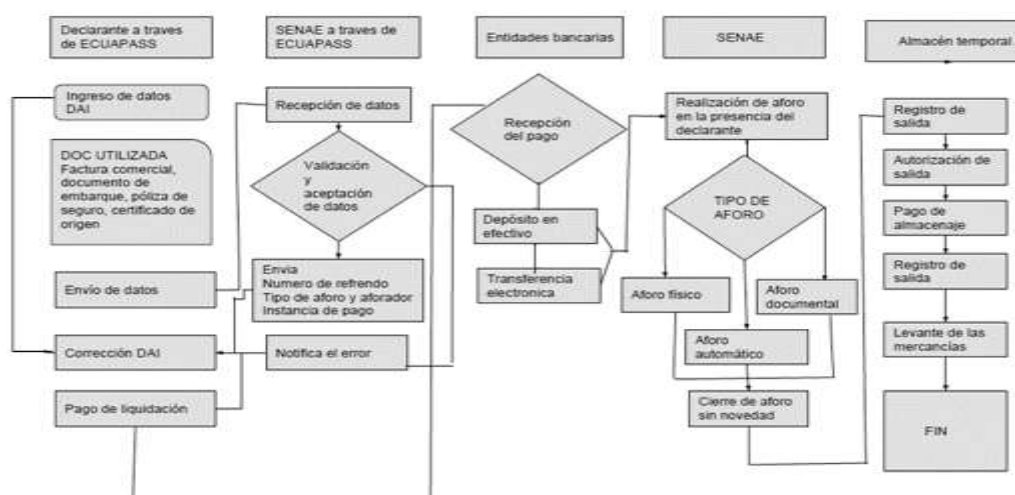 Declarante a traves
de ECUAPASS
SENAE a traves de
ECUAPASS
Entidades bancarias
SENAE
Almacén temporal
Ingreso de datos
DAI
DOC UTILIZADA
Factura comercial,
documento de
embarque, póliza de
seguro, certificado de
origen
Envío de datos
Corrección DAI
Pago de liquidación
Recepción de datos
Validación
y
aceptación
de datos
Envia
Numero de refrendo
Tipo de aforo y aforador
Instancia de pago
Notifica el error
Recepción
del pago
Depósito en
efectivo
Transferencia
electronica
Realización de aforo
en la presencia del
declarante
TIPO DE
AFORO
Aforo físico
Aforo
documental
Aforo
automático
Cierre de aforo
sin novedad
Registro de
salida
Autorización de
salida
Pago de
almacenaje
Registro de
salida
Levante de las
mercancías
FIN